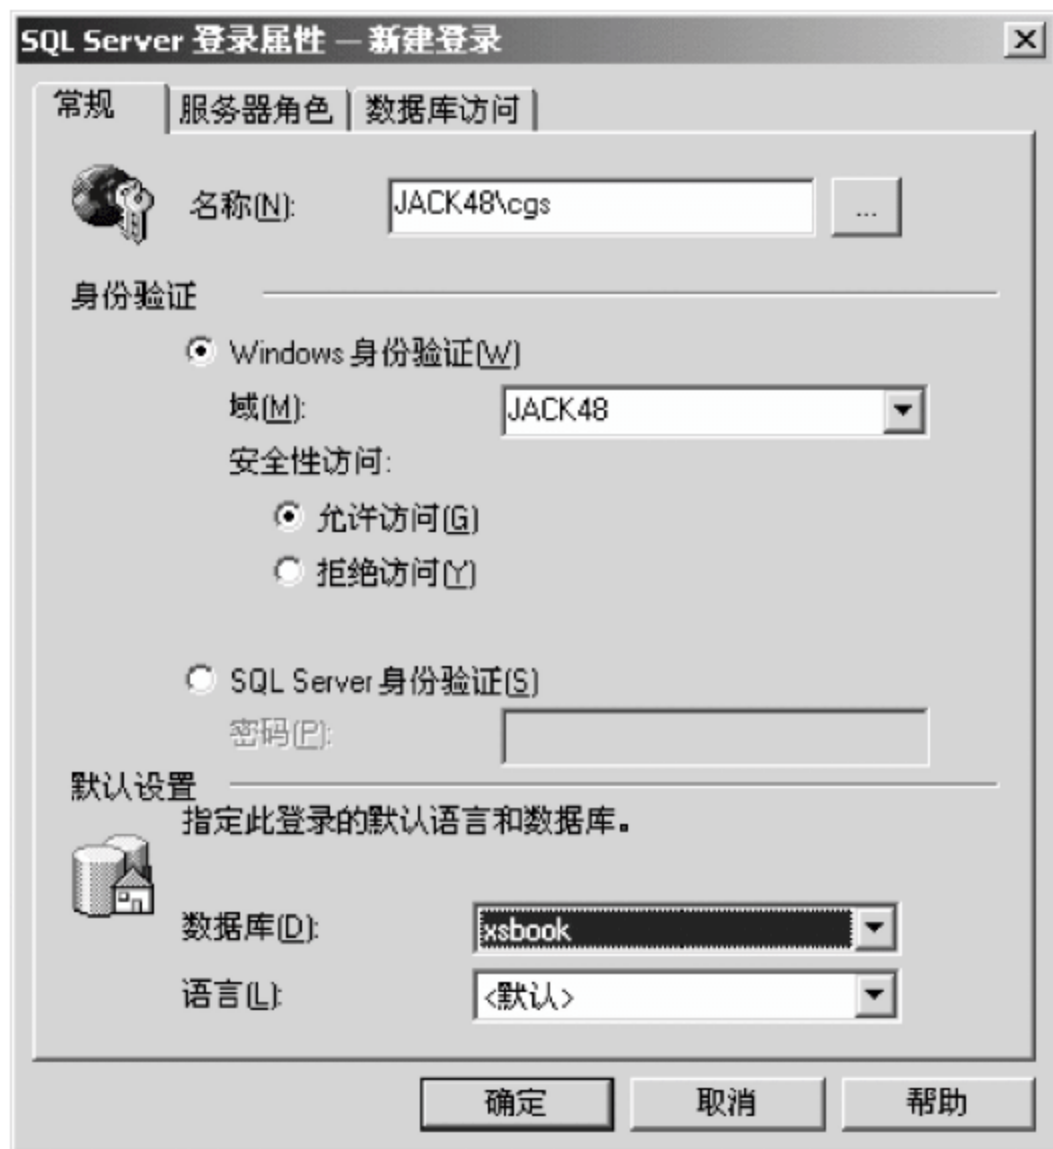 SQL Server 登录属性 — 新建登录
常规 服务器角色 数据库访问
名称(N): JACK48\cgs ...
身份验证
Windows 身份验证(W)
域(M): JACK48
安全性访问:
允许访问(G)
拒绝访问(Y)
SQL Server 身份验证(S)
密码(P):
默认设置
指定此登录的默认语言和数据库。
数据库(D): xsbook
语言(L): <默认>
确定 取消 帮助